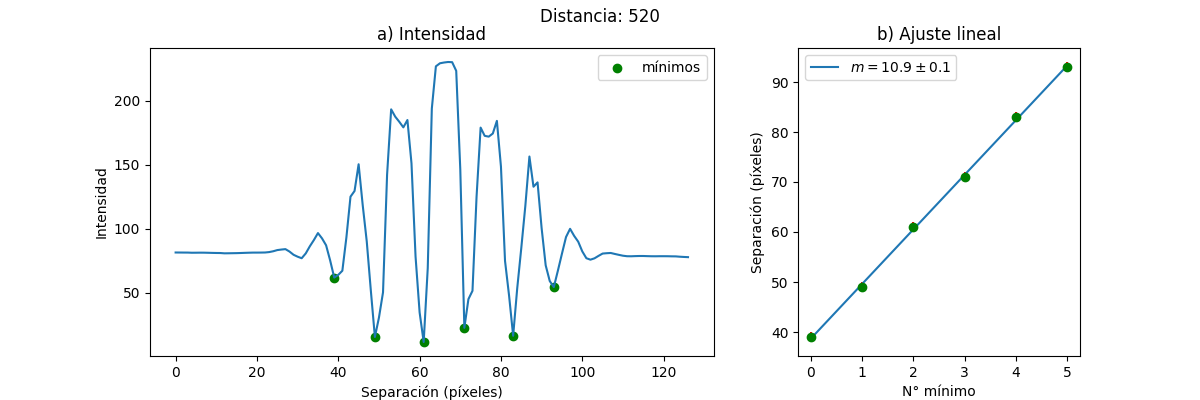 Distancia: 520
a) Intensidad
mínimos
200
150
100
50
Intensidad
0
20
40
60
80
100
120
Separación (píxeles)
b) Ajuste lineal
m = 10.9 ± 0.1
90
80
70
60
50
40
Separación (píxeles)
0
1
2
3
4
5
N° mínimo